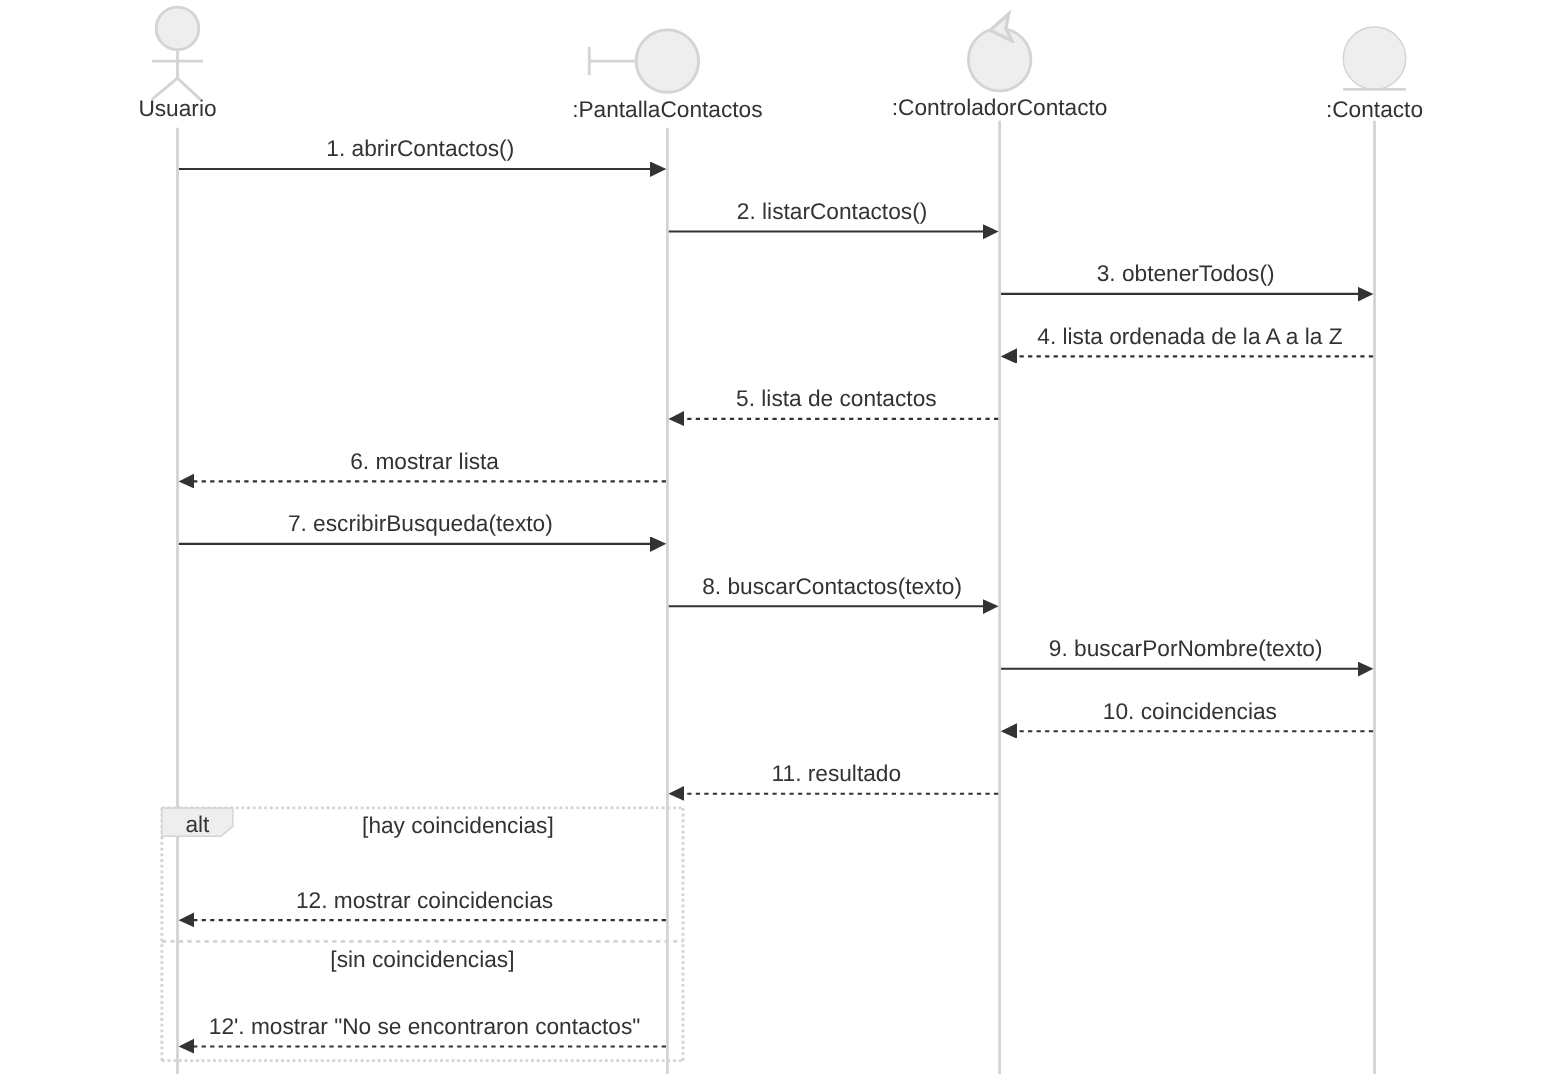 Usuario
:PantallaContactos
:ControladorContacto
:Contacto
1. abrirContactos()
2. listarContactos()
3. obtenerTodos()
4. lista ordenada de la A a la Z
5. lista de contactos
6. mostrar lista
7. escribirBusqueda(texto)
8. buscarContactos(texto)
9. buscarPorNombre(texto)
10. coincidencias
11. resultado
alt
[hay coincidencias]
12. mostrar coincidencias
[sin coincidencias]
12'. mostrar "No se encontraron contactos"